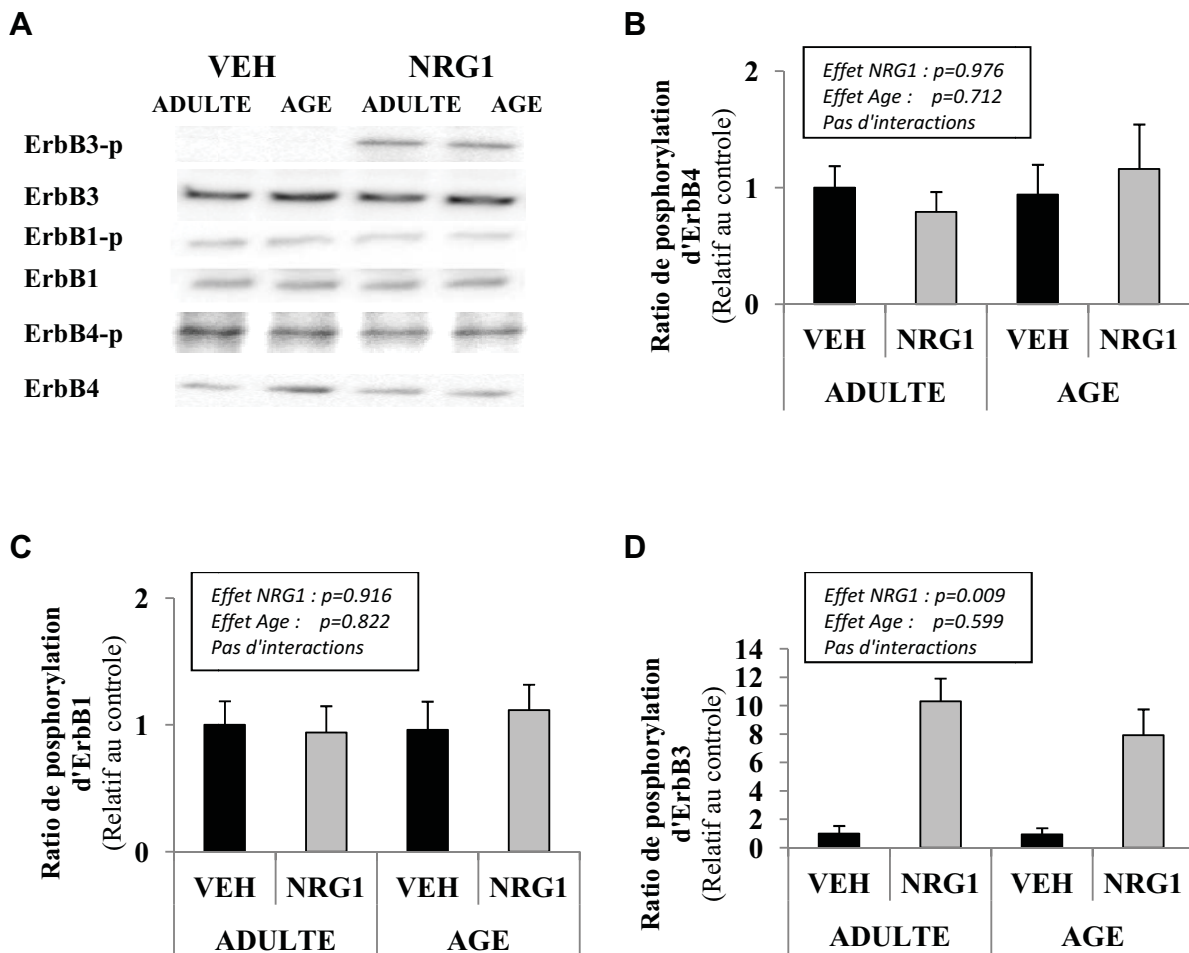 A
VEH NRG1
ADULTE AGE ADULTE AGE
ErbB3-p
ErbB3
ErbB1-p
ErbB1
ErbB4-p
ErbB4
B
Ratio de posphorylation
d'ErbB4
(Relatif au controle)
Effet NRG1 : p=0.976
Effet Age : p=0.712
Pas d'interactions
2
1
0
VEH NRG1 VEH NRG1
ADULTE AGE
C
Ratio de posphorylation
d'ErbB1
(Relatif au controle)
Effet NRG1 : p=0.916
Effet Age : p=0.822
Pas d'interactions
2
1
0
VEH NRG1 VEH NRG1
ADULTE AGE
D
Ratio de posphorylation
d'ErbB3
(Relatif au controle)
Effet NRG1 : p=0.009
Effet Age : p=0.599
Pas d'interactions
14
12
10
8
6
4
2
0
VEH NRG1 VEH NRG1
ADULTE AGE